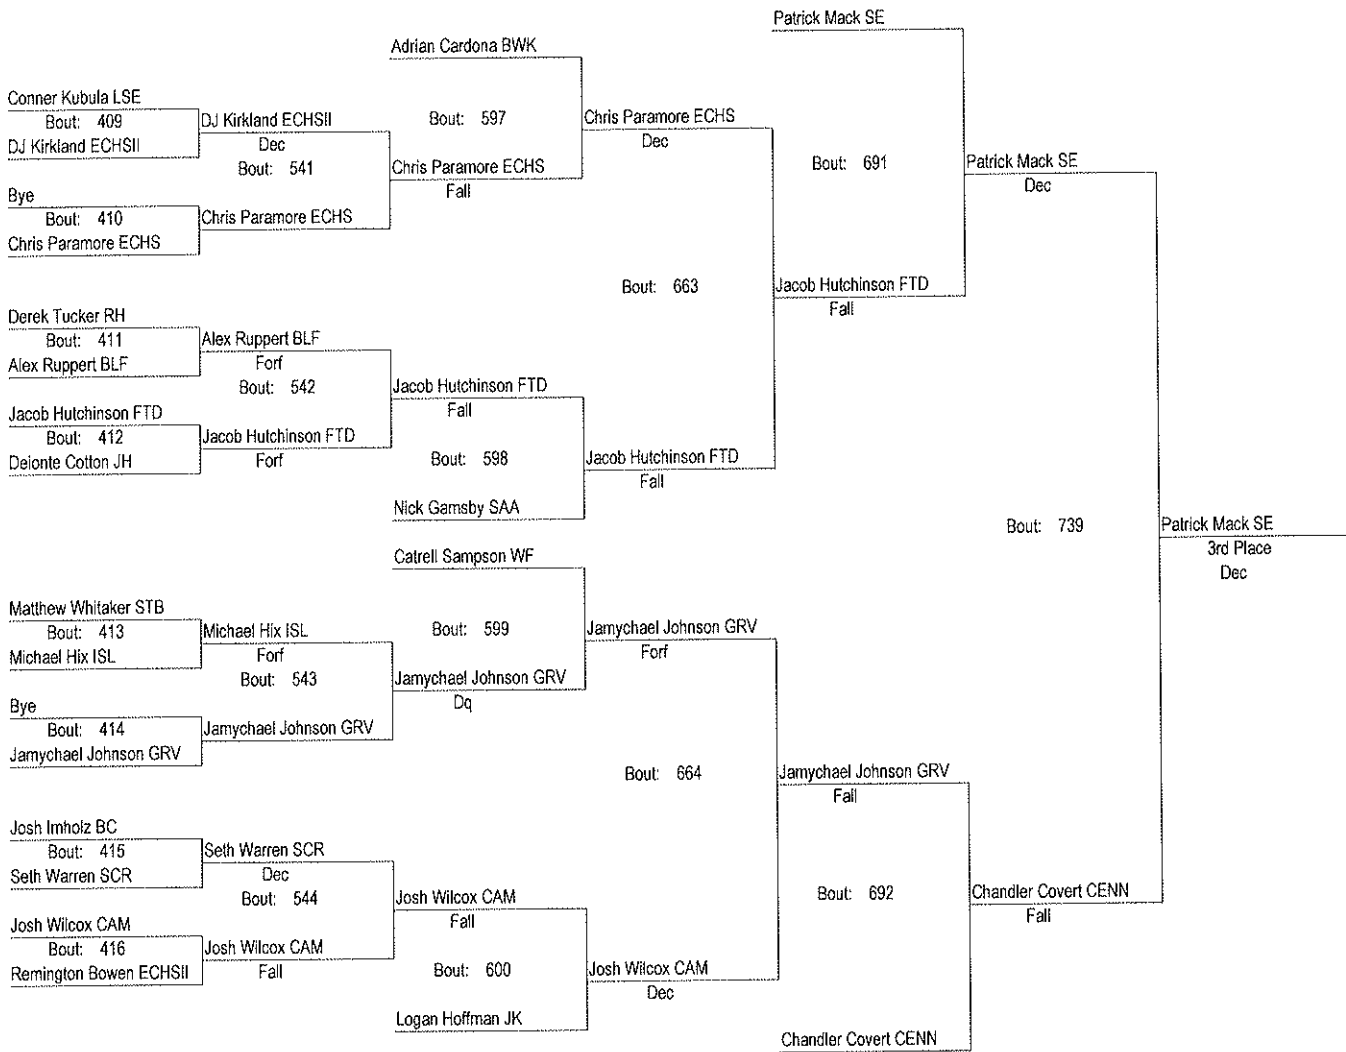 Patrick Mack SE
Adrian Cardona BWK
Conner Kubula LSE
Bout: 409
DJ Kirkland ECHSII
DJ Kirkland ECHSII
Dec
Bout: 541
Bye
Bout: 410
Chris Paramore ECHS
Chris Paramore ECHS
Bout: 597
Chris Paramore ECHS
Fall
Chris Paramore ECHS
Dec
Bout: 691
Patrick Mack SE
Dec
Bout: 663
Jacob Hutchinson FTD
Fall
Derek Tucker RH
Bout: 411
Alex Ruppert BLF
Alex Ruppert BLF
Forf
Bout: 542
Jacob Hutchinson FTD
Bout: 412
Deionte Cotton JH
Jacob Hutchinson FTD
Forf
Jacob Hutchinson FTD
Fall
Bout: 598
Nick Gamsby SAA
Jacob Hutchinson FTD
Fall
Bout: 739
Patrick Mack SE
3rd Place
Dec
Catrell Sampson WF
Matthew Whitaker STB
Bout: 413
Michael Hix ISL
Michael Hix ISL
Forf
Bout: 543
Bye
Bout: 414
Jamychael Johnson GRV
Jamychael Johnson GRV
Bout: 599
Jamychael Johnson GRV
Dq
Jamychael Johnson GRV
Forf
Bout: 664
Jamychael Johnson GRV
Fall
Josh Imholz BC
Bout: 415
Seth Warren SCR
Seth Warren SCR
Dec
Bout: 544
Josh Wilcox CAM
Bout: 416
Remington Bowen ECHSII
Josh Wilcox CAM
Fall
Josh Wilcox CAM
Fall
Bout: 600
Logan Hoffman JK
Josh Wilcox CAM
Dec
Bout: 692
Chandler Covert CENN
Fall
Chandler Covert CENN